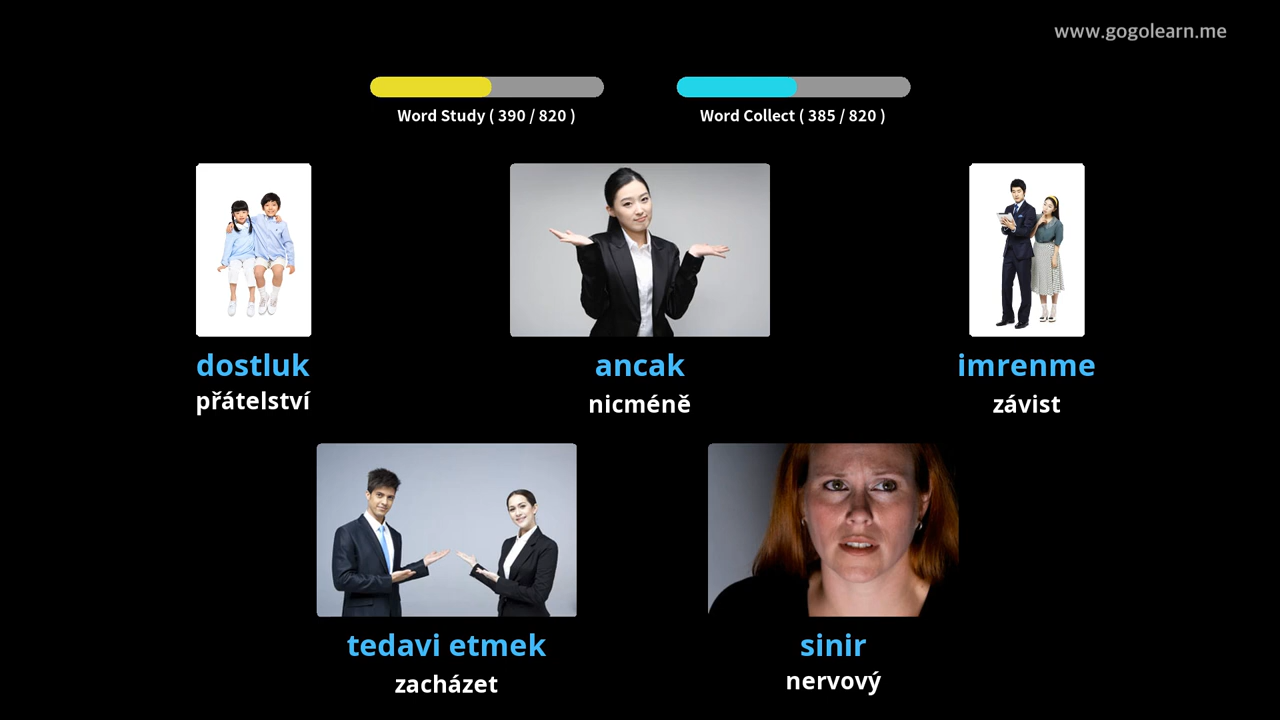 www.gogolearn.me
Word Study ( 390 / 820 )
Word Collect ( 385 / 820 )
dostluk
přátelství
ancak
nicméně
imrenme
závist
tedavi etmek
zacházet
sinir
nervový